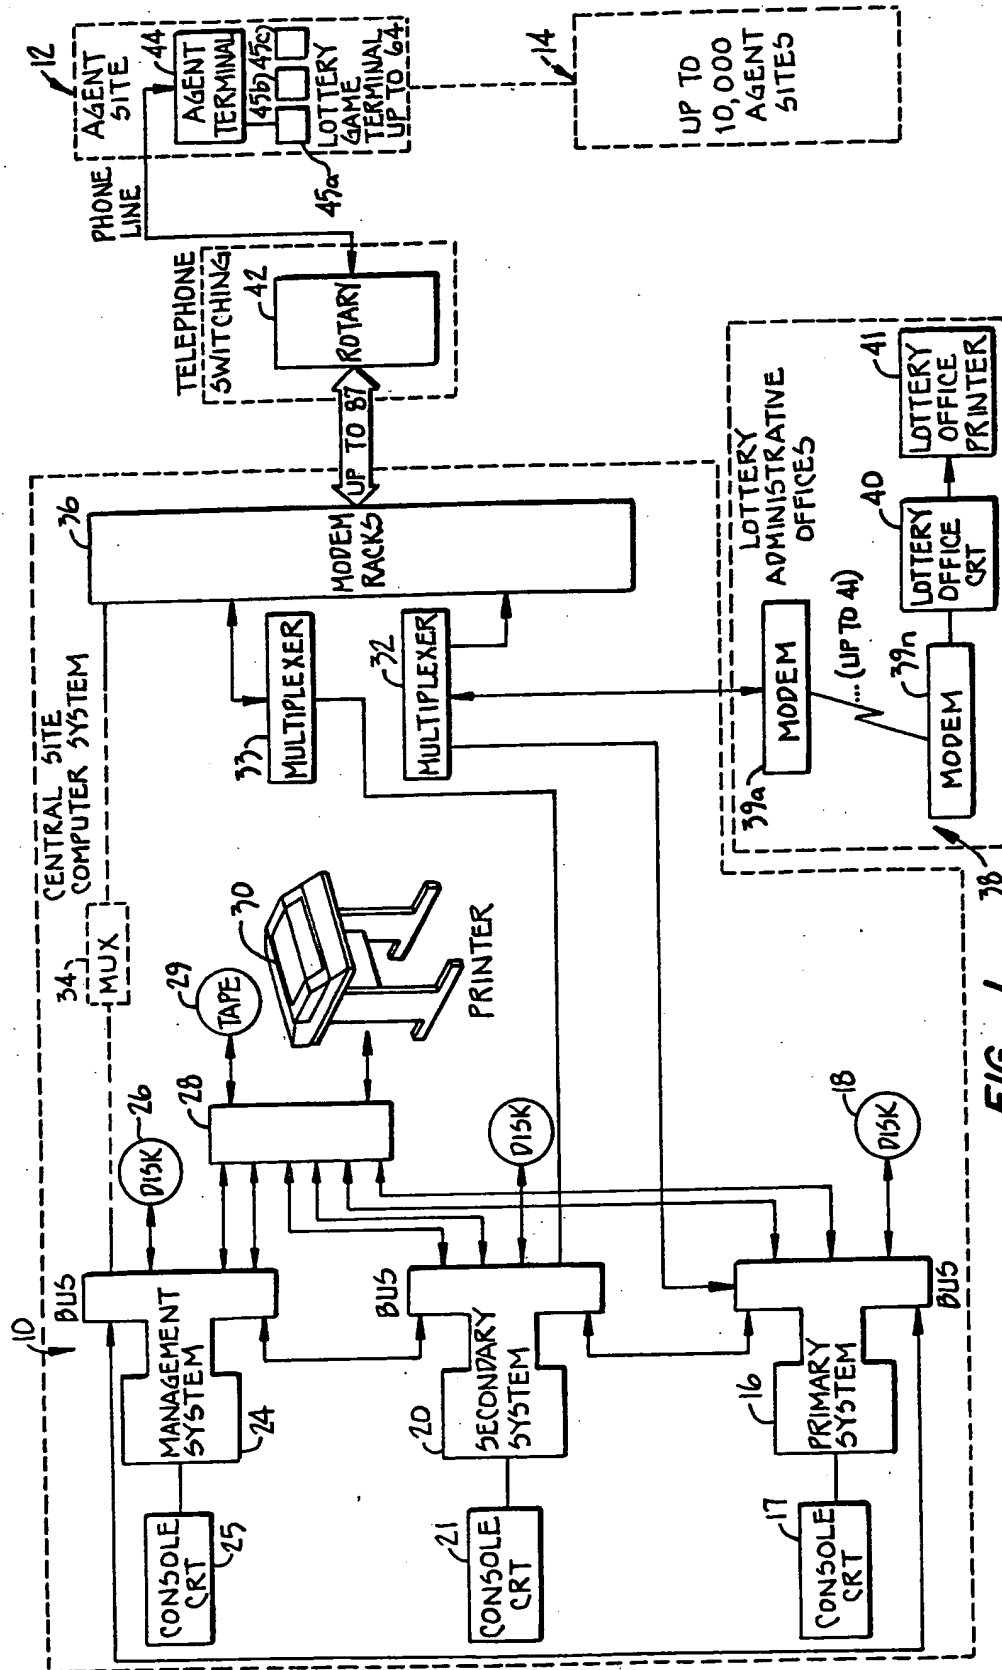 12
AGENT
SITE
44
AGENT
TERMINAL
45b
45c
LOTTERY
GAME
TERMINAL
UP TO 64
45a
PHONE
LINE
14
UP TO
10,000
AGENT
SITES
TELEPHONE
SWITCHING
42
ROTARY
UP TO 87
36
MODEM
RACKS
CENTRAL SITE
COMPUTER SYSTEM
34
MUX
33
MULTIPLEXER
32
MULTIPLEXER
LOTTERY
ADMINISTRATIVE
OFFICES
39a
MODEM
...(UP TO 41)
39n
MODEM
40
LOTTERY
OFFICE
CRT
41
LOTTERY
OFFICE
PRINTER
38
29
TAPE
30
PRINTER
28
26
DISK
DISK
18
DISK
10
BUS
MANAGEMENT
SYSTEM
24
BUS
SECONDARY
SYSTEM
20
BUS
PRIMARY
SYSTEM
16
CONSOLE
CRT
25
CONSOLE
CRT
21
CONSOLE
CRT
17
FIG. 1